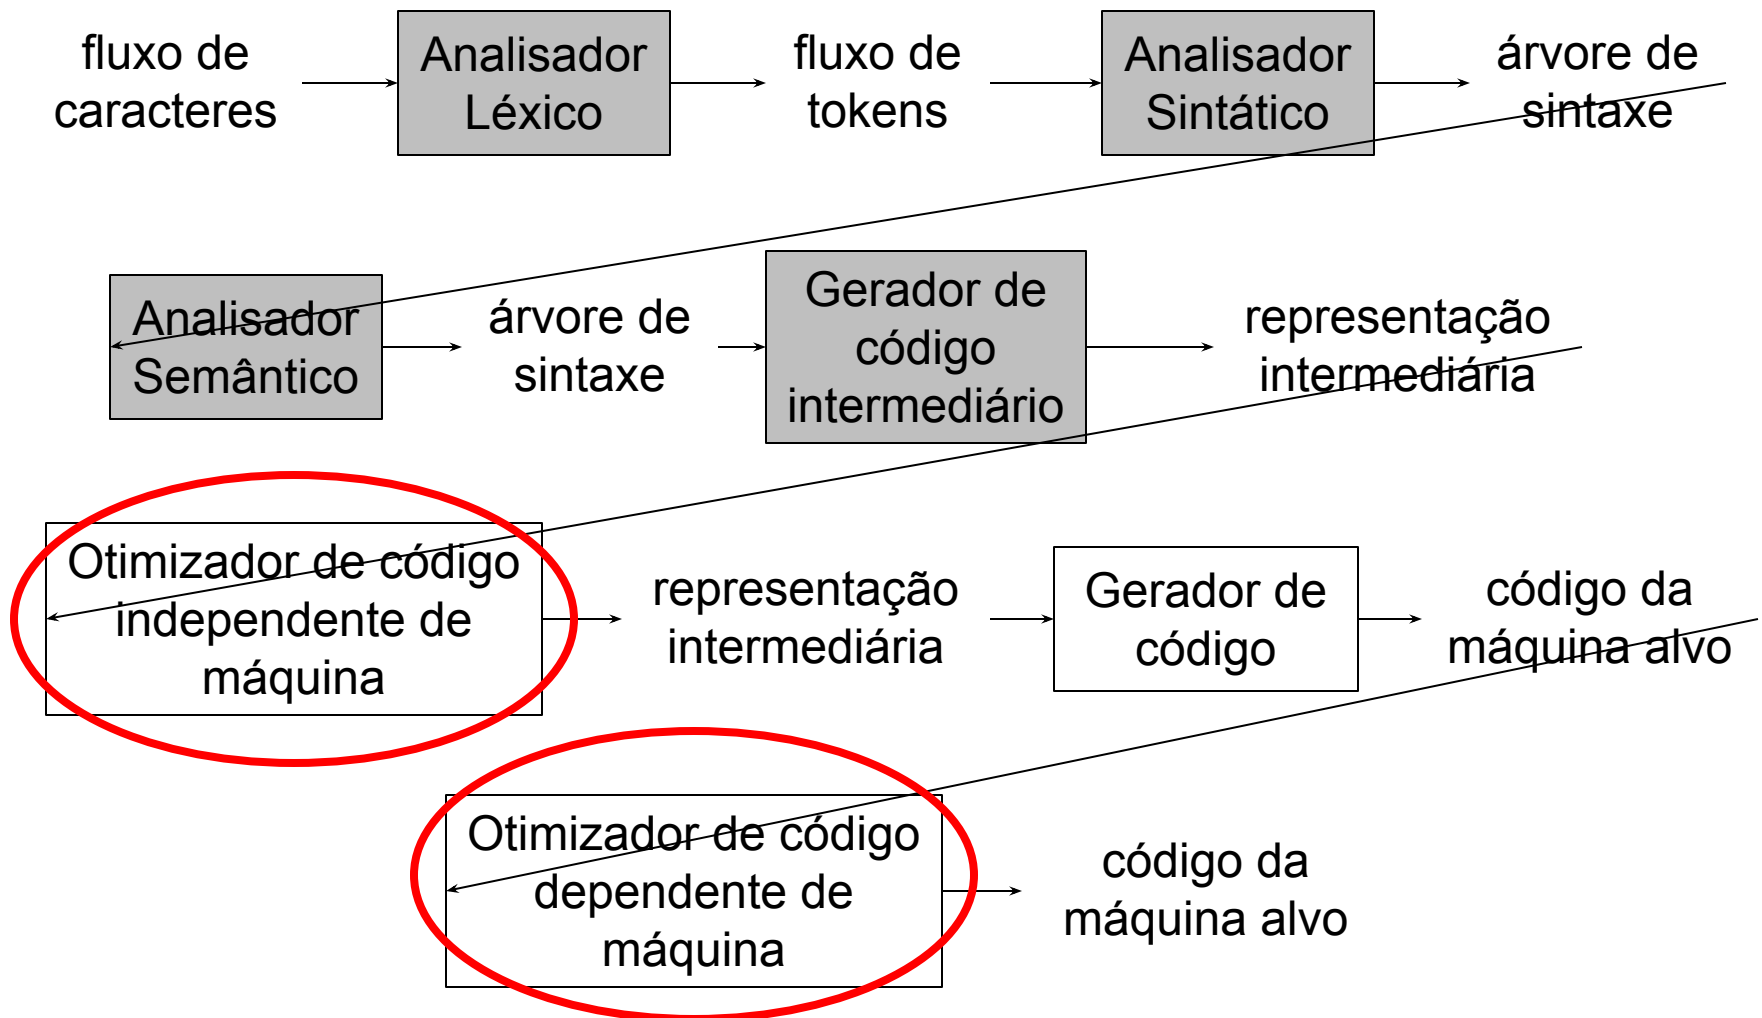 fluxo de
caracteres
Analisador
Léxico
fluxo de
tokens
Analisador
Sintático
árvore de
sintaxe
Analisador
Semântico
árvore de
sintaxe
Gerador de
código
intermediário
representação
intermediária
Otimizador de código
independente de
máquina
representação
intermediária
Gerador de
código
código da
máquina alvo
Otimizador de código
dependente de
máquina
código da
máquina alvo